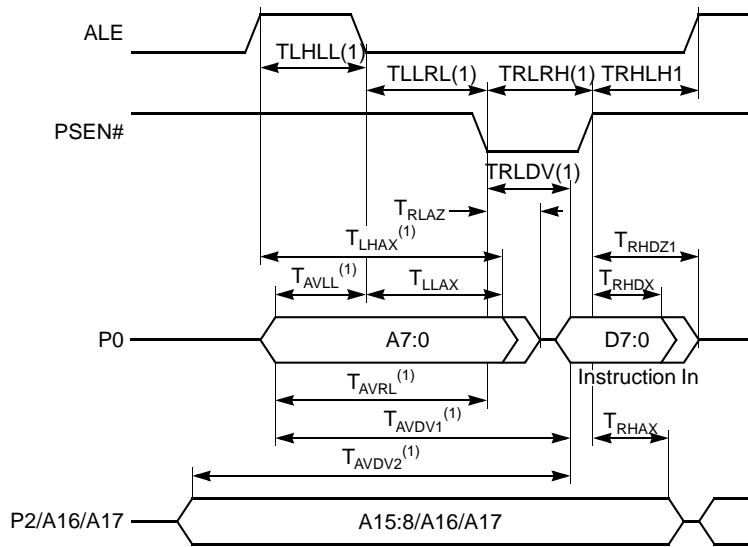 ALE
TLHLL(1)
TLLRL(1) TRLRH(1) TRHLH1
PSEN#
TRLDV(1)
TRLAZ
TLHAX(1) TRHDZ1
TAVLL(1) TLLAX TRHDX
P0 A7:0 D7:0
Instruction In
TAVRL(1)
TAVDV1(1) TRHAX
TAVDV2(1)
P2/A16/A17 A15:8/A16/A17